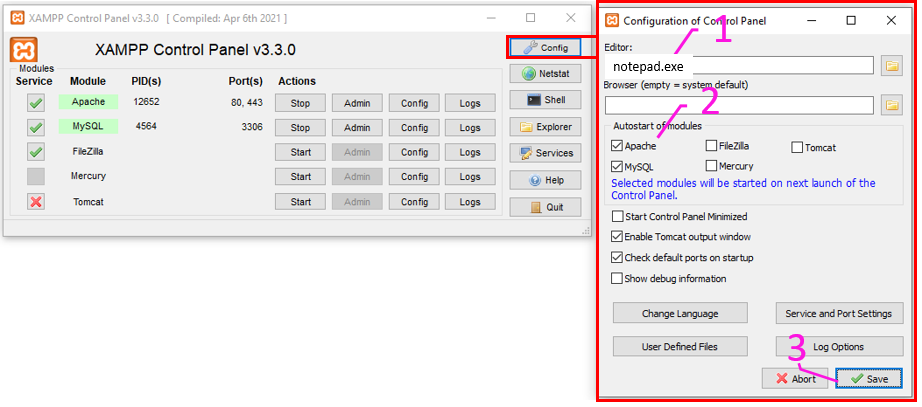 XAMPP Control Panel v3.3.0 [ Compiled: Apr 6th 2021 ]
XAMPP Control Panel v3.3.0
Modules
Service Module PID(s) Port(s) Actions
Apache 12652 80, 443 Stop Admin Config Logs
MySQL 4564 3306 Stop Admin Config Logs
FileZilla Start Admin Config Logs
Mercury Start Admin Config Logs
Tomcat Start Admin Config Logs
Config
Netstat
Shell
Explorer
Services
Help
Quit
Configuration of Control Panel
Editor:
1
notepad.exe
Browser (empty = system default)
2
Autostart of modules
Apache FileZilla Tomcat
MySQL Mercury
Selected modules will be started on next launch of the
Control Panel.
Start Control Panel Minimized
Enable Tomcat output window
Check default ports on startup
Show debug information
Change Language Service and Port Settings
User Defined Files Log Options
3
Abort Save